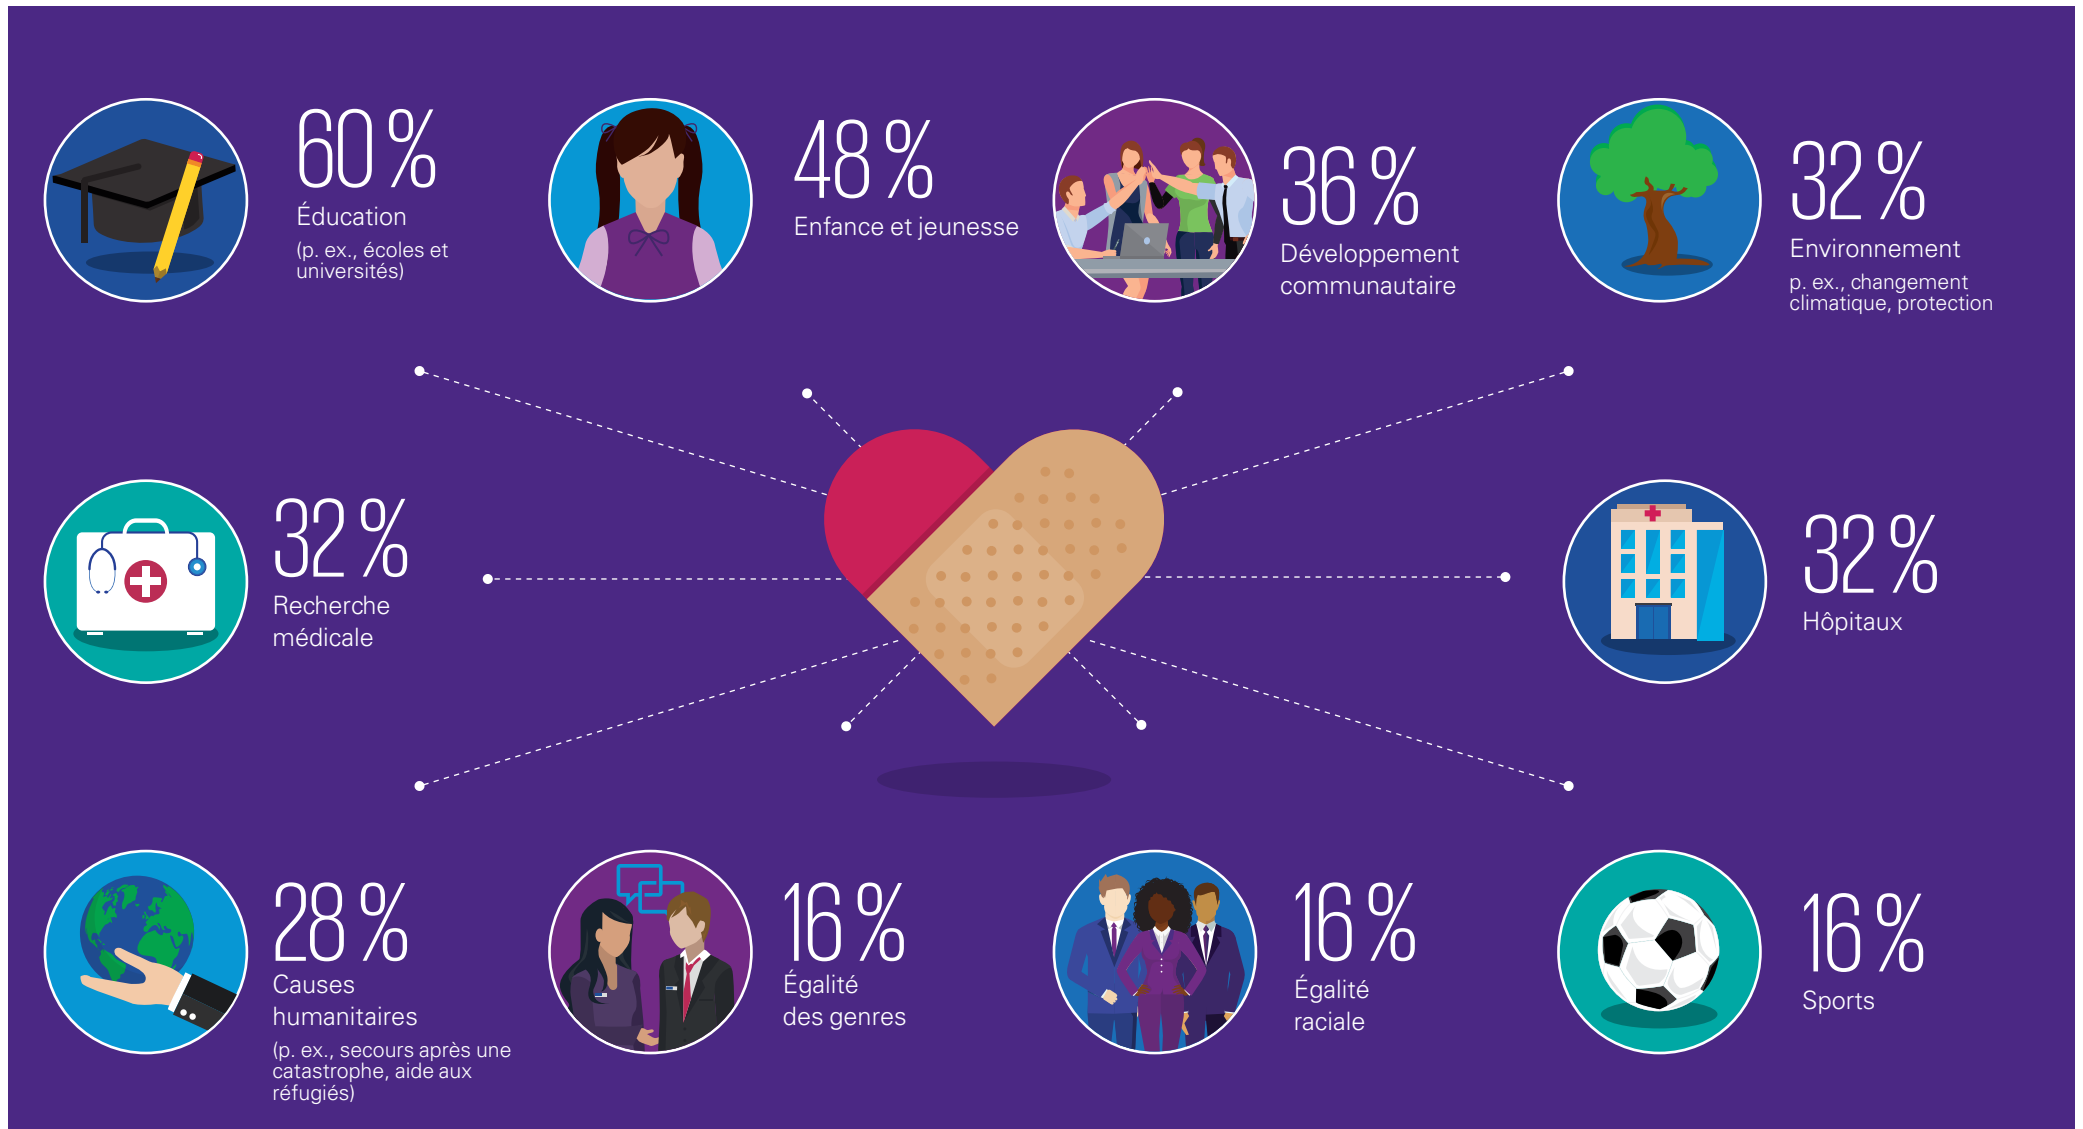 60 %
Éducation
(p. ex., écoles et
universités)
48 %
Enfance et jeunesse
36 %
Développement
communautaire
32 %
Environnement
p. ex., changement
climatique, protection
32 %
Recherche
médicale
32 %
Hôpitaux
28 %
Causes
humanitaires
(p. ex., secours après une
catastrophe, aide aux
réfugiés)
16 %
Égalité
des genres
16 %
Égalité
raciale
16 %
Sports